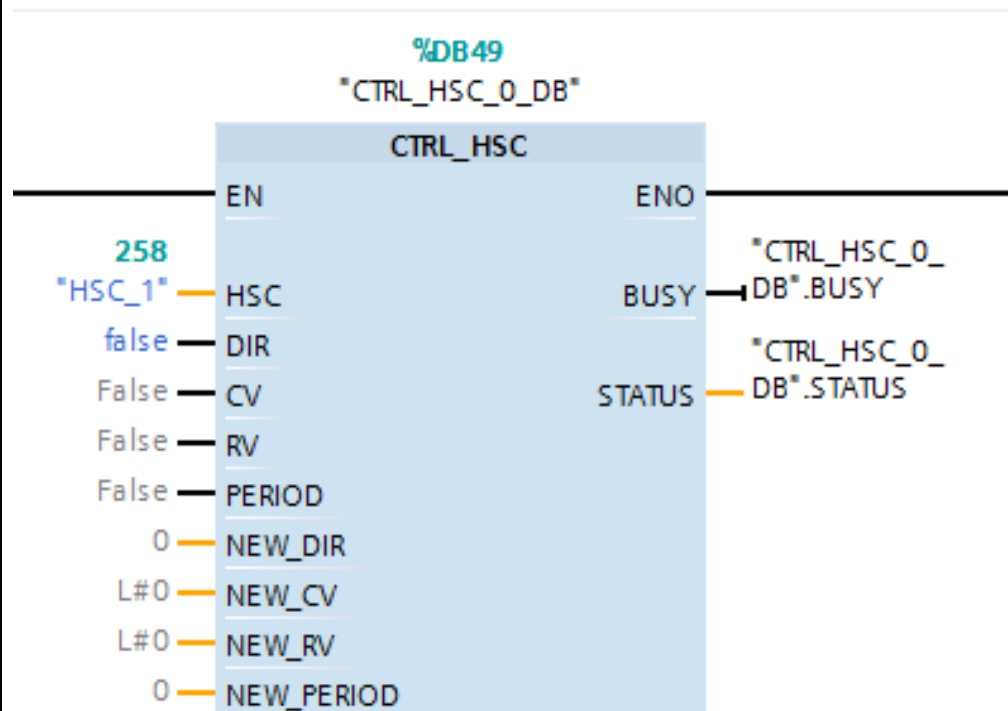 %DB49
"CTRL_HSC_0_DB"
CTRL_HSC
EN ENO
258
"HSC_1" HSC
BUSY
"CTRL_HSC_0_
DB".BUSY
false DIR
False CV
STATUS
"CTRL_HSC_0_
DB".STATUS
False RV
False PERIOD
0 NEW_DIR
L#0 NEW_CV
L#0 NEW_RV
0 NEW_PERIOD